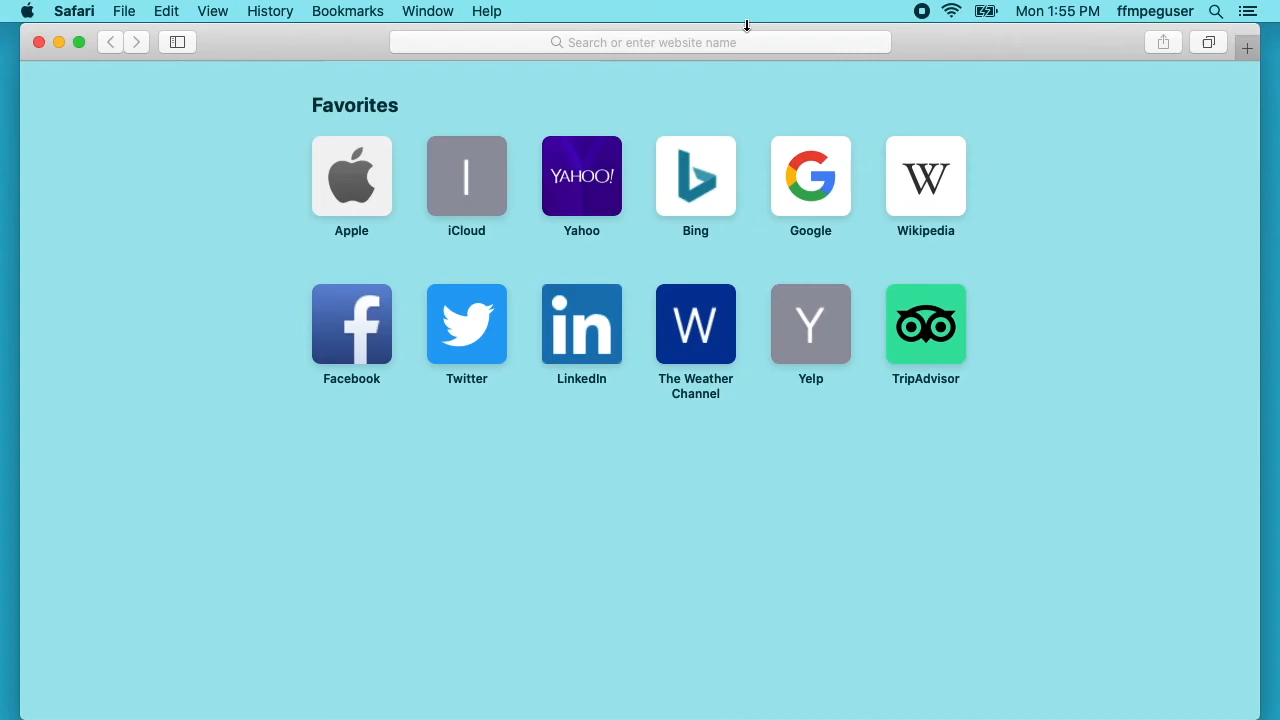 Safari File Edit View History Bookmarks Window Help Mon 1:55 PM ffmpeguser
Search or enter website name
Favorites
I YAHOO! W
Apple iCloud Yahoo Bing Google Wikipedia
f in W Y
Facebook Twitter LinkedIn The Weather Channel Yelp TripAdvisor